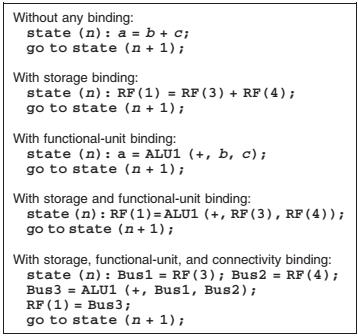 Without any binding:
state (n): a = b + c;
go to state (n + 1);
With storage binding:
state (n): RF(1) = RF(3) + RF(4);
go to state (n + 1);
With functional-unit binding:
state (n): a = ALU1 (+, b, c);
go to state (n + 1);
With storage and functional-unit binding:
state (n): RF(1)=ALU1 (+, RF(3), RF(4));
go to state (n + 1);
With storage, functional-unit, and connectivity binding:
state (n): Bus1 = RF(3); Bus2 = RF(4);
Bus3 = ALU1 (+, Bus1, Bus2);
RF(1) = Bus3;
go to state (n + 1);